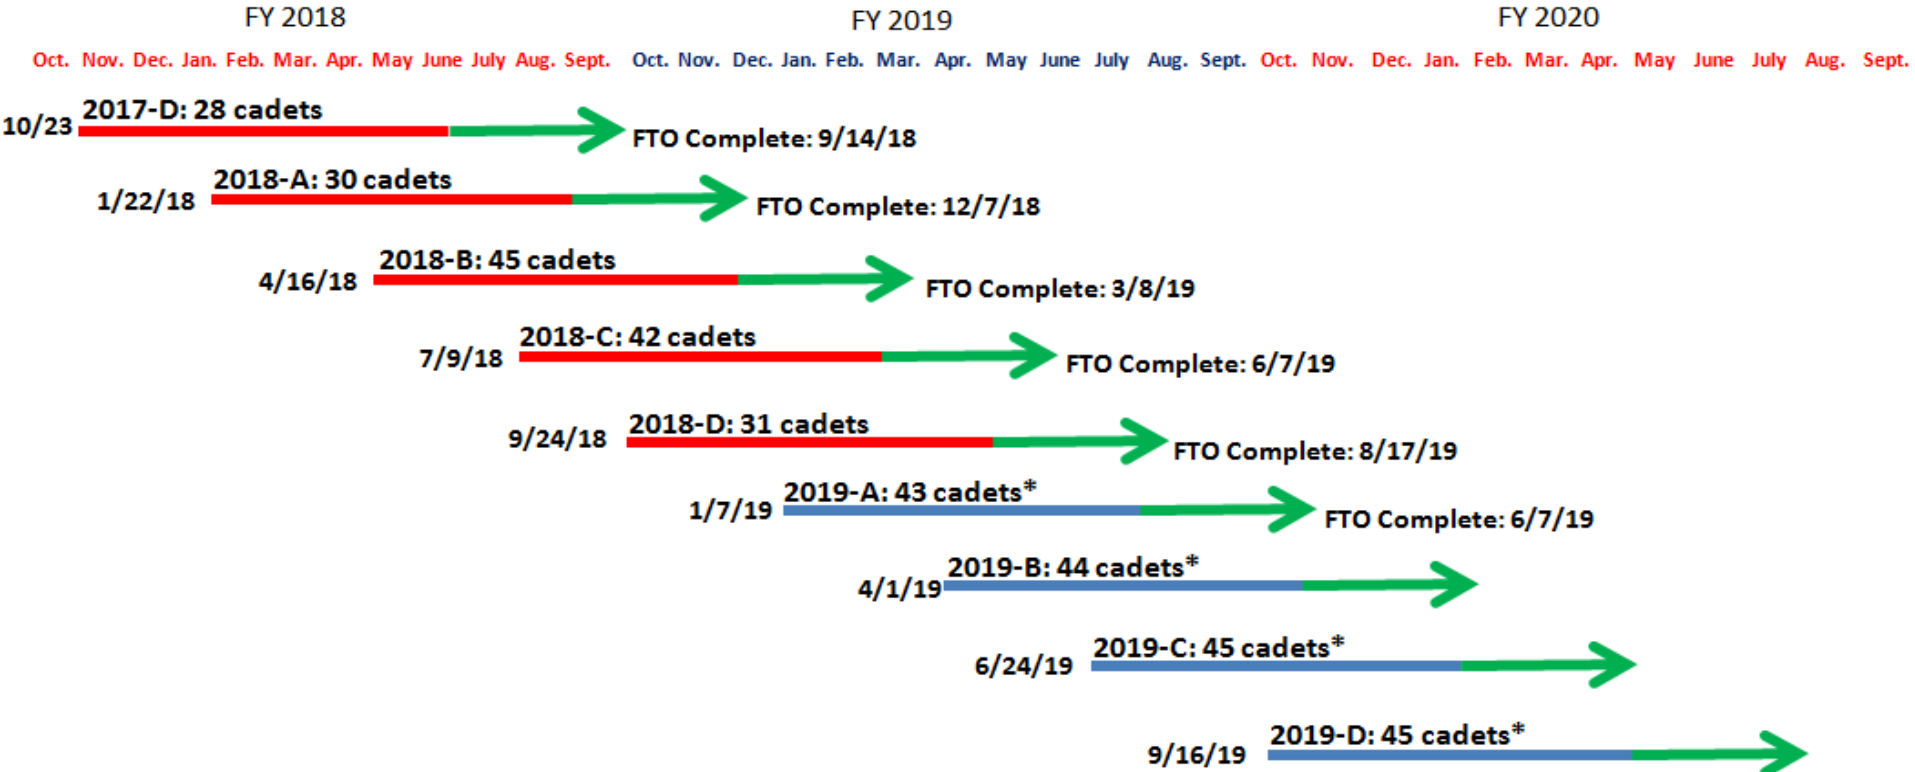 FY 2018 FY 2019 FY 2020
Oct. Nov. Dec. Jan. Feb. Mar. Apr. May June July Aug. Sept. Oct. Nov. Dec. Jan. Feb. Mar. Apr. May June July Aug. Sept. Oct. Nov. Dec. Jan. Feb. Mar. Apr. May June July Aug. Sept.
2017-D: 28 cadets
10/23
FTO Complete: 9/14/18
2018-A: 30 cadets
1/22/18
FTO Complete: 12/7/18
2018-B: 45 cadets
4/16/18
FTO Complete: 3/8/19
2018-C: 42 cadets
7/9/18
FTO Complete: 6/7/19
2018-D: 31 cadets
9/24/18
FTO Complete: 8/17/19
2019-A: 43 cadets*
1/7/19
FTO Complete: 6/7/19
2019-B: 44 cadets*
4/1/19
2019-C: 45 cadets*
6/24/19
2019-D: 45 cadets*
9/16/19